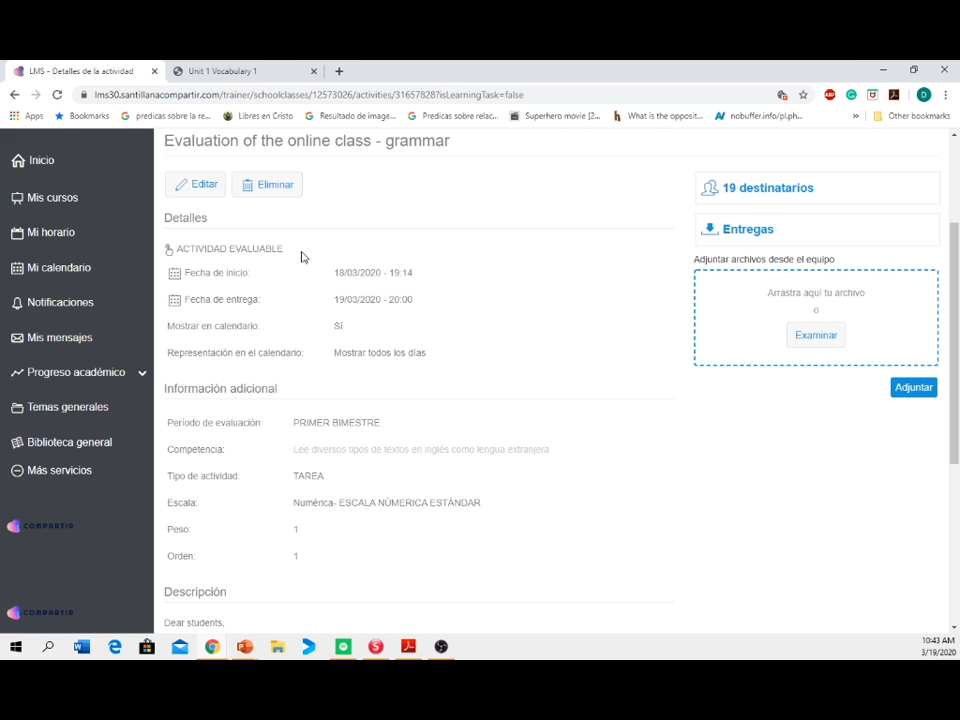 LMS - Detalles de la actividad
Unit 1 Vocabulary 1
lms30.santillanacompartir.com/trainer/schoolclasses/12573026/activities/31657828?isLearningTask=false
D
Apps
Bookmarks
predicas sobre la re...
Libres en Cristo
Resultado de image...
Predicas sobre relac...
Superhero movie [2...
What is the opposit...
nobuffer.info/pl.ph...
»
Other bookmarks
Evaluation of the online class - grammar
Inicio
Mis cursos
Mi horario
Mi calendario
Notificaciones
Mis mensajes
Progreso académico
Temas generales
Biblioteca general
Más servicios
COMPARTIR
COMPARTIR
Editar
Eliminar
Detalles
ACTIVIDAD EVALUABLE
Fecha de inicio: 18/03/2020 - 19:14
Fecha de entrega: 19/03/2020 - 20:00
Mostrar en calendario: Sí
Representación en el calendario: Mostrar todos los días
Información adicional
Período de evaluación: PRIMER BIMESTRE
Competencia: Lee diversos tipos de textos en inglés como lengua extranjera
Tipo de actividad: TAREA
Escala: Numérica- ESCALA NÚMERICA ESTÁNDAR
Peso: 1
Orden: 1
Descripción
Dear students,
19 destinatarios
Entregas
Adjuntar archivos desde el equipo
Arrastra aquí tu archivo
o
Examinar
Adjuntar
10:43 AM
3/19/2020